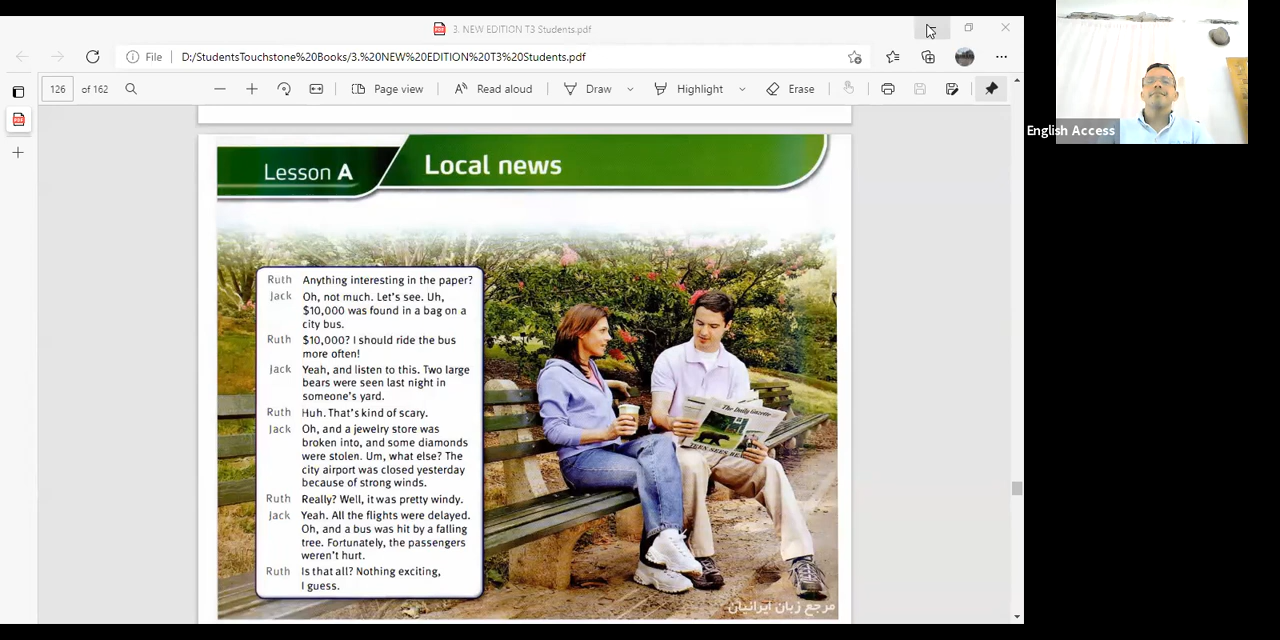 3. NEW EDITION T3 Students.pdf
File
D:/StudentsTouchstone%20Books/3.%20NEW%20EDITION%20T3%20Students.pdf
126 of 162
Page view
Read aloud
Draw
Highlight
Erase
English Access
Lesson A
Local news
Ruth Anything interesting in the paper?
Jack Oh, not much. Let's see. Uh,
$10,000 was found in a bag on a
city bus.
Ruth $10,000? I should ride the bus
more often!
Jack Yeah, and listen to this. Two large
bears were seen last night in
someone's yard.
Ruth Huh. That's kind of scary.
Jack Oh, and a jewelry store was
broken into, and some diamonds
were stolen. Um, what else? The
city airport was closed yesterday
because of strong winds.
Ruth Really? Well, it was pretty windy.
Jack Yeah. All the flights were delayed.
Oh, and a bus was hit by a falling
tree. Fortunately, the passengers
weren't hurt.
Ruth Is that all? Nothing exciting,
I guess.
The Daily Gazette
TEEN SEES
مرجع زبان ایرانیان